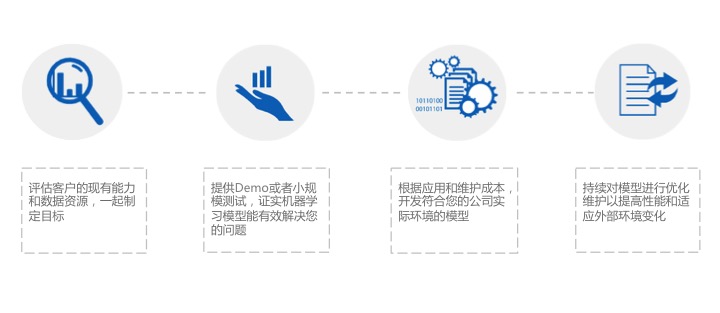 10110100
00101101
评估客户的现有能力
和数据资源，一起制
定目标
提供Demo或者小规
模测试，证实机器学
习模型能有效解决您
的问题
根据应用和维护成本，
开发符合您的公司实
际环境的模型
持续对模型进行优化
维护以提高性能和适
应外部环境变化